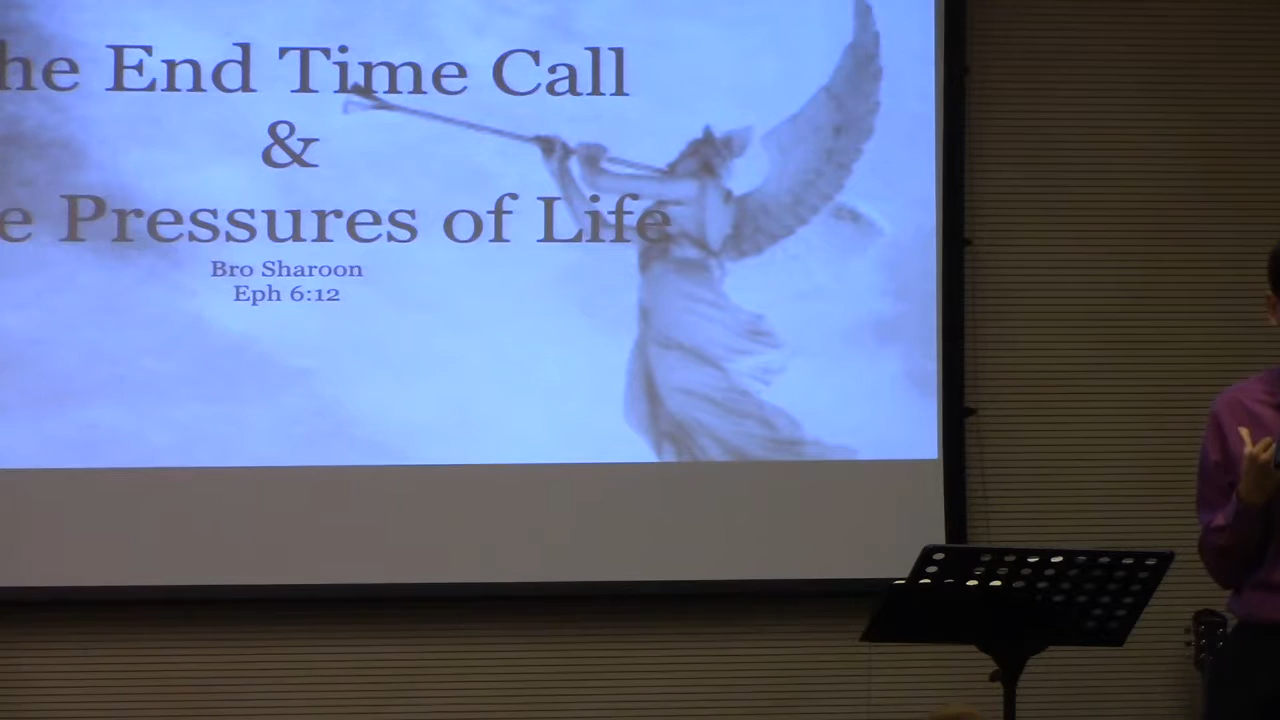 he End Time Call
&
e Pressures of Life
Bro Sharoon
Eph 6:12